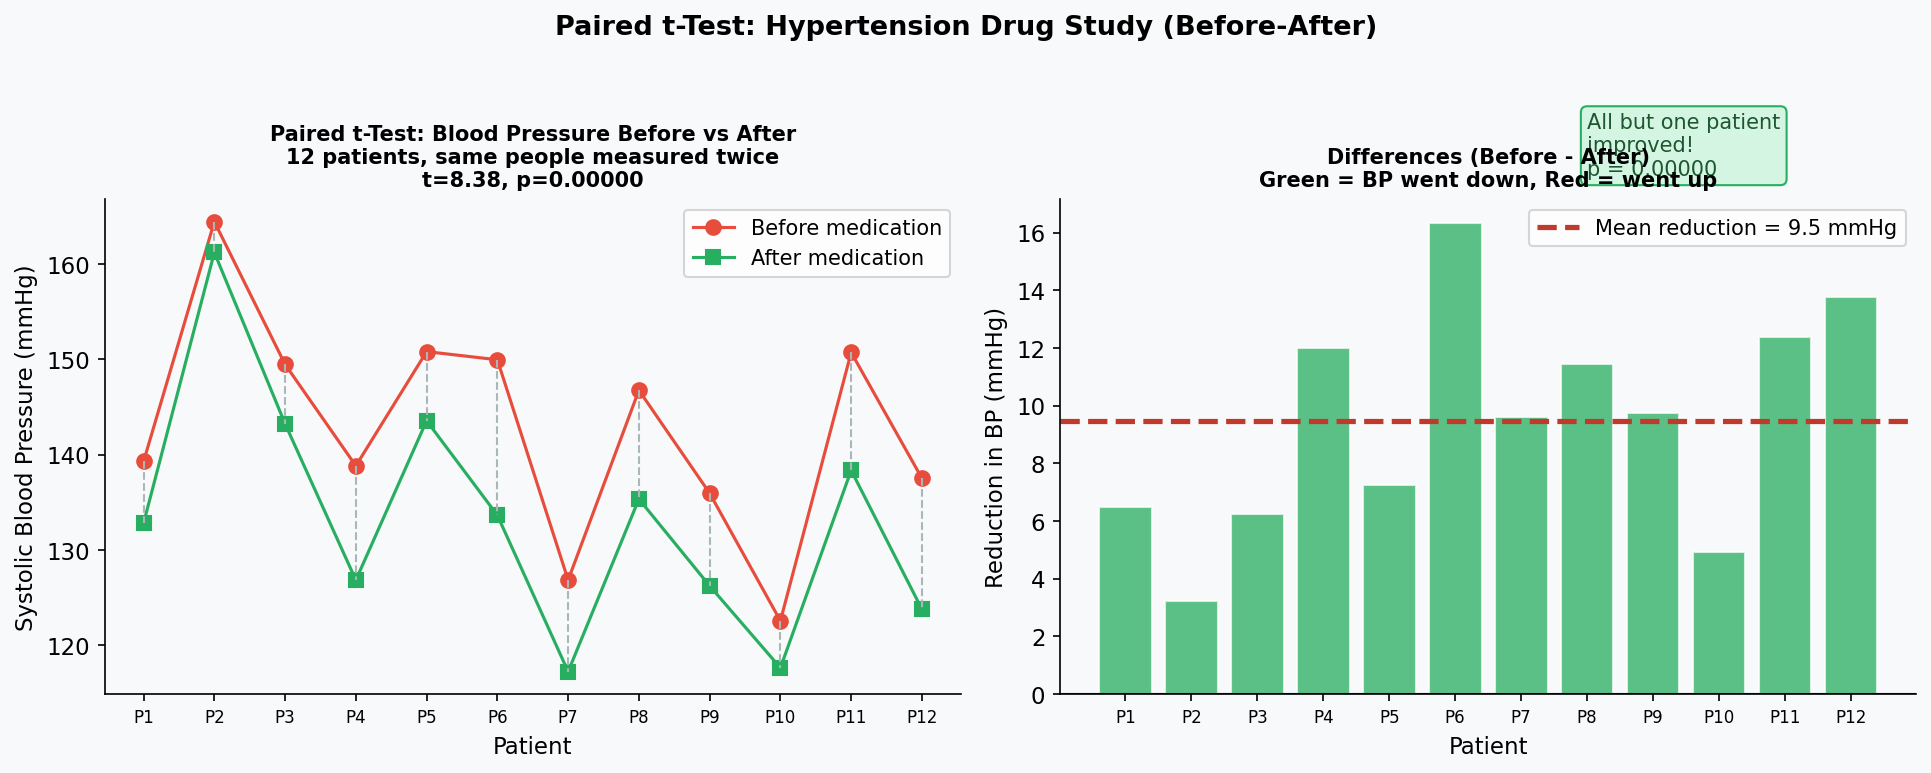 Paired t-Test: Hypertension Drug Study (Before-After)
Paired t-Test: Blood Pressure Before vs After
12 patients, same people measured twice
t=8.38, p=0.00000
Before medication
After medication
Systolic Blood Pressure (mmHg)
160
150
140
130
120
P1 P2 P3 P4 P5 P6 P7 P8 P9 P10 P11 P12
Patient
All but one patient
improved!
p = 0.00000
Differences (Before - After)
Green = BP went down, Red = went up
Mean reduction = 9.5 mmHg
Reduction in BP (mmHg)
16
14
12
10
8
6
4
2
0
P1 P2 P3 P4 P5 P6 P7 P8 P9 P10 P11 P12
Patient